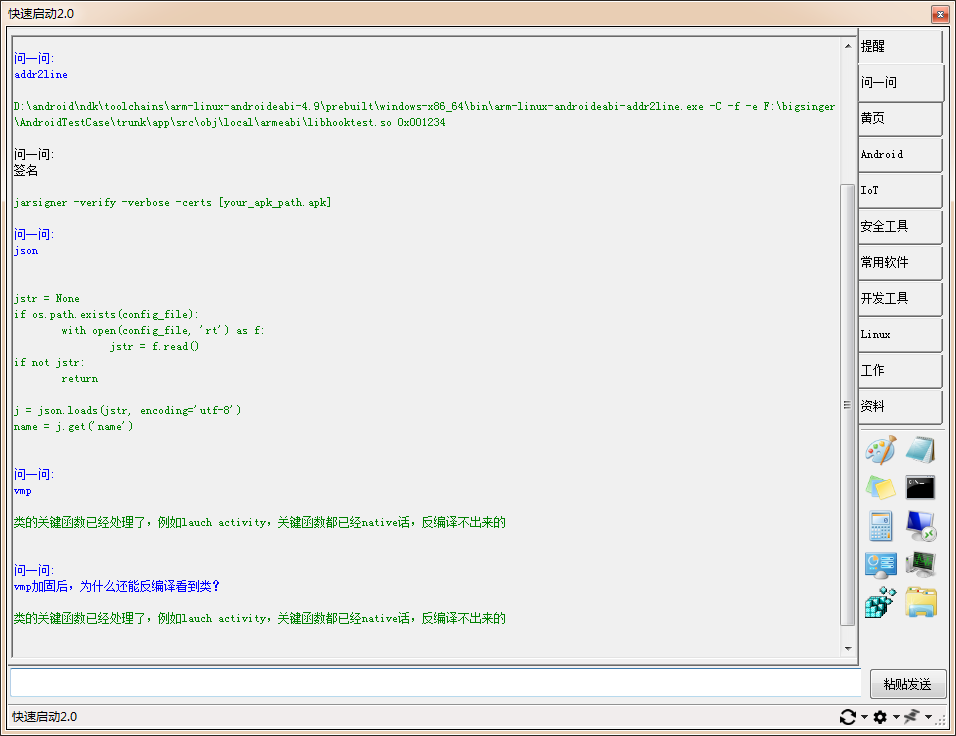 快速启动2.0
问一问:
addr2line
D:\android\ndk\toolchains\arm-linux-androideabi-4.9\prebuilt\windows-x86_64\bin\arm-linux-androideabi-addr2line.exe -C -f -e F:\bigsinger
\AndroidTestCase\trunk\app\src\obj\local\armeabi\libhooktest.so 0x001234
问一问:
签名
jarsigner -verify -verbose -certs [your_apk_path.apk]
问一问:
json
jstr = None
if os.path.exists(config_file):
with open(config_file, 'rt') as f:
jstr = f.read()
if not jstr:
return
j = json.loads(jstr, encoding='utf-8')
name = j.get('name')
问一问:
vmp
类的关键函数已经处理了，例如lauch activity，关键函数都已经native话，反编译不出来的
问一问:
vmp加固后，为什么还能反编译看到类？
类的关键函数已经处理了，例如lauch activity，关键函数都已经native话，反编译不出来的
提醒
问一问
黄页
Android
IoT
安全工具
常用软件
开发工具
Linux
工作
资料
粘贴发送
快速启动2.0